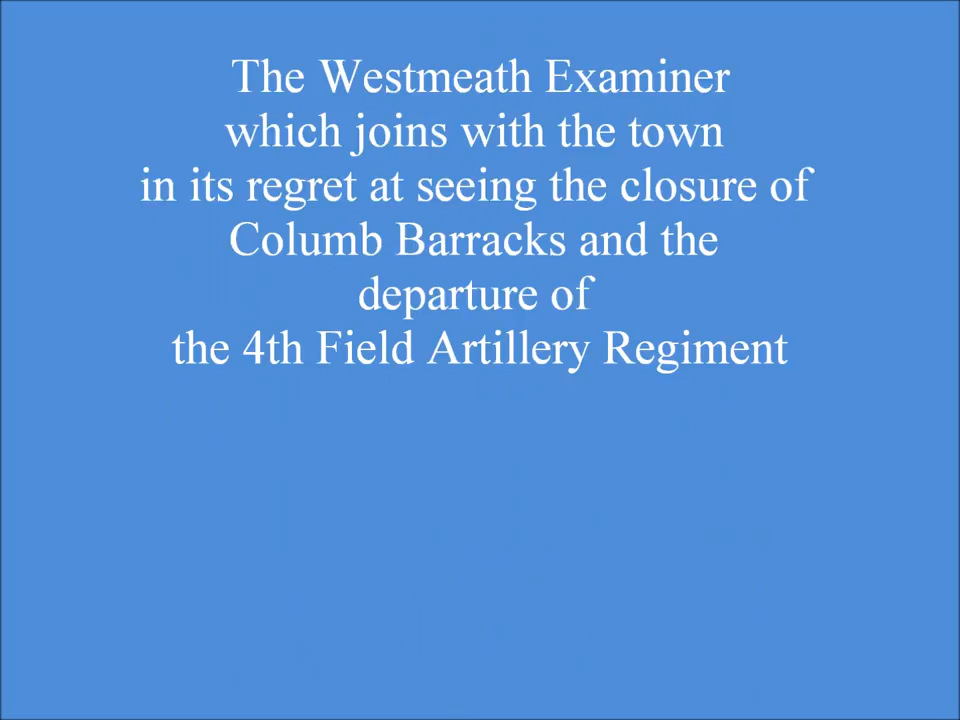 The Westmeath Examiner
which joins with the town
in its regret at seeing the closure of
Columb Barracks and the
departure of
the 4th Field Artillery Regiment